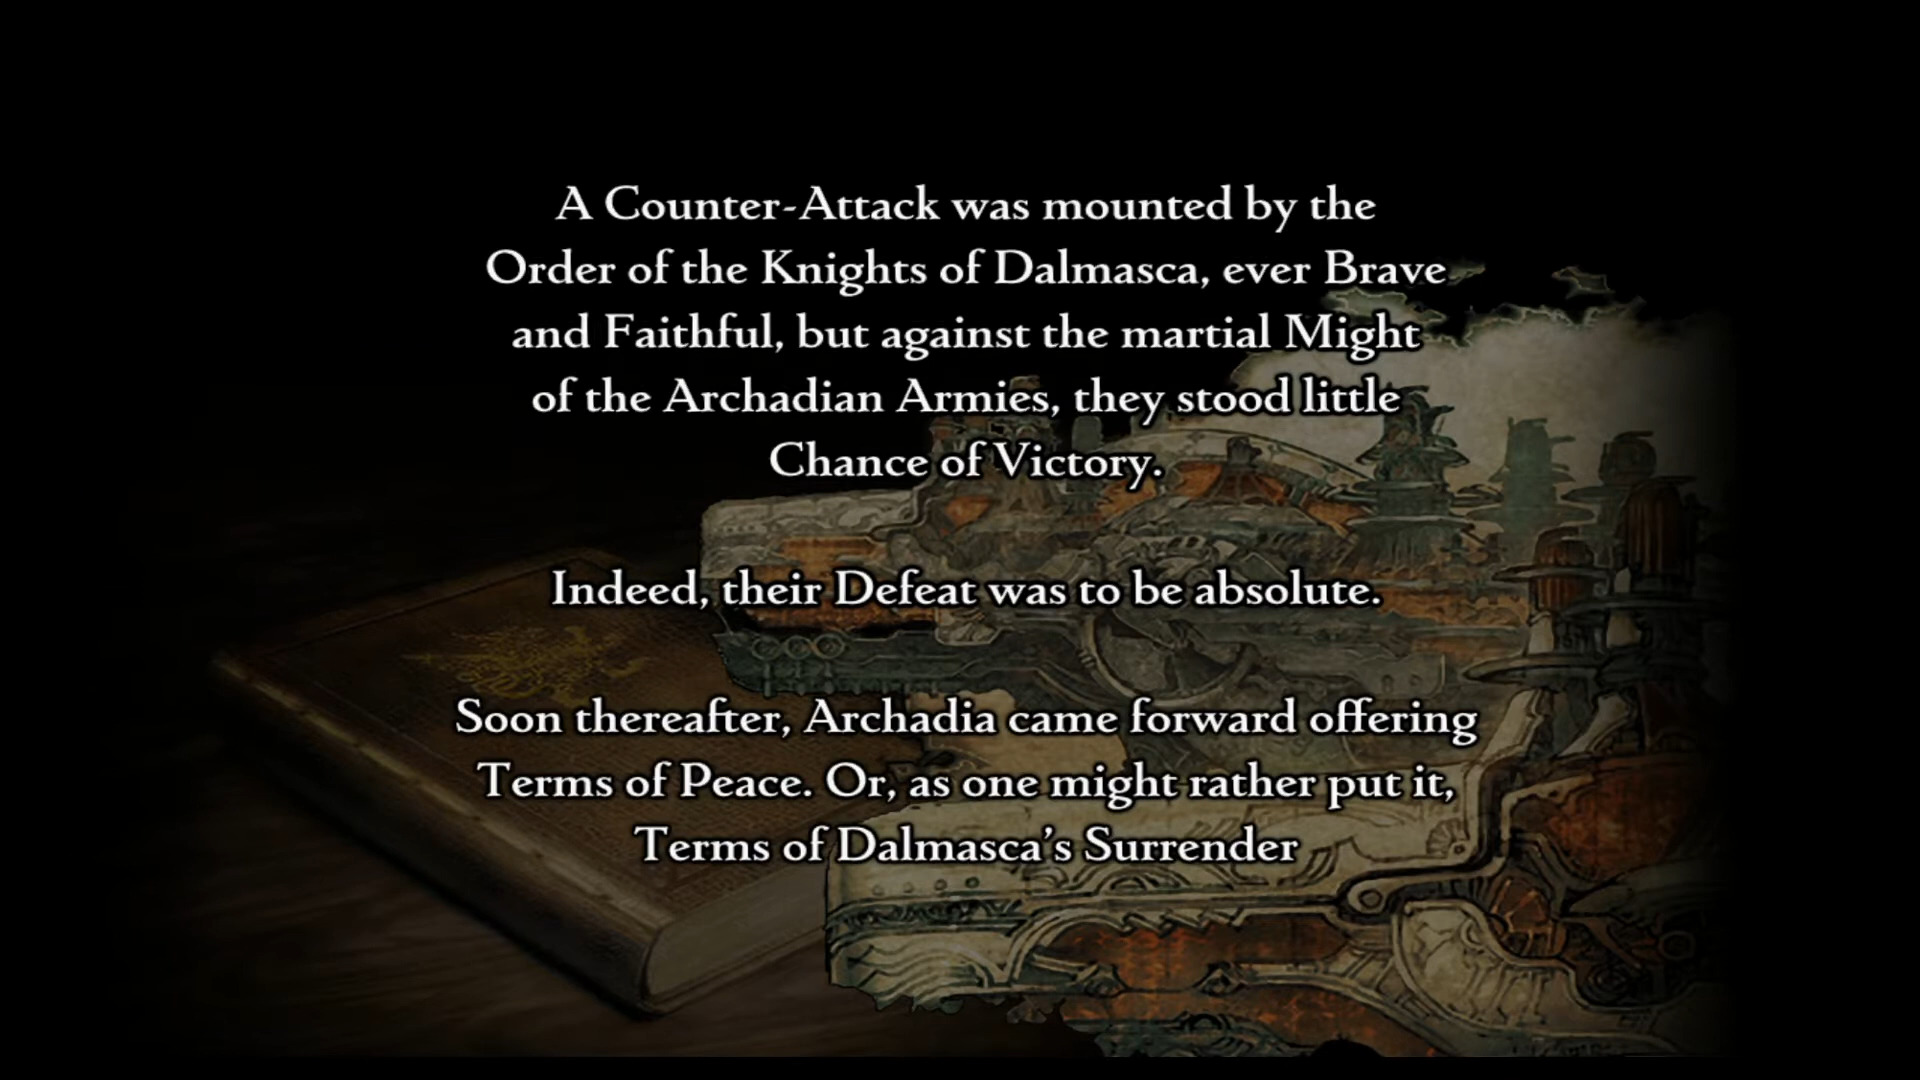 A Counter-Attack was mounted by the
Order of the Knights of Dalmasca, ever Brave
and Faithful, but against the martial Might
of the Archadian Armies, they stood little
Chance of Victory.
Indeed, their Defeat was to be absolute.
Soon thereafter, Archadia came forward offering
Terms of Peace. Or, as one might rather put it,
Terms of Dalmasca’s Surrender